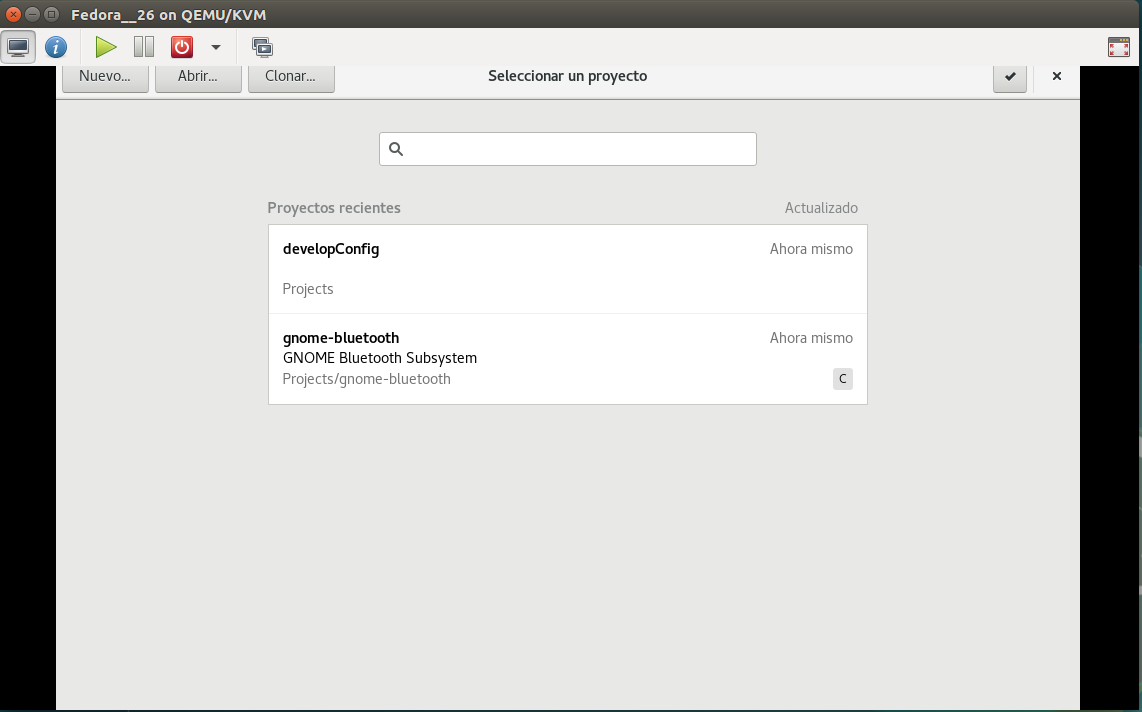 Fedora__26 on QEMU/KVM
Nuevo... Abrir... Clonar... Seleccionar un proyecto
Proyectos recientes Actualizado
developConfig Ahora mismo
Projects
gnome-bluetooth Ahora mismo
GNOME Bluetooth Subsystem
Projects/gnome-bluetooth C